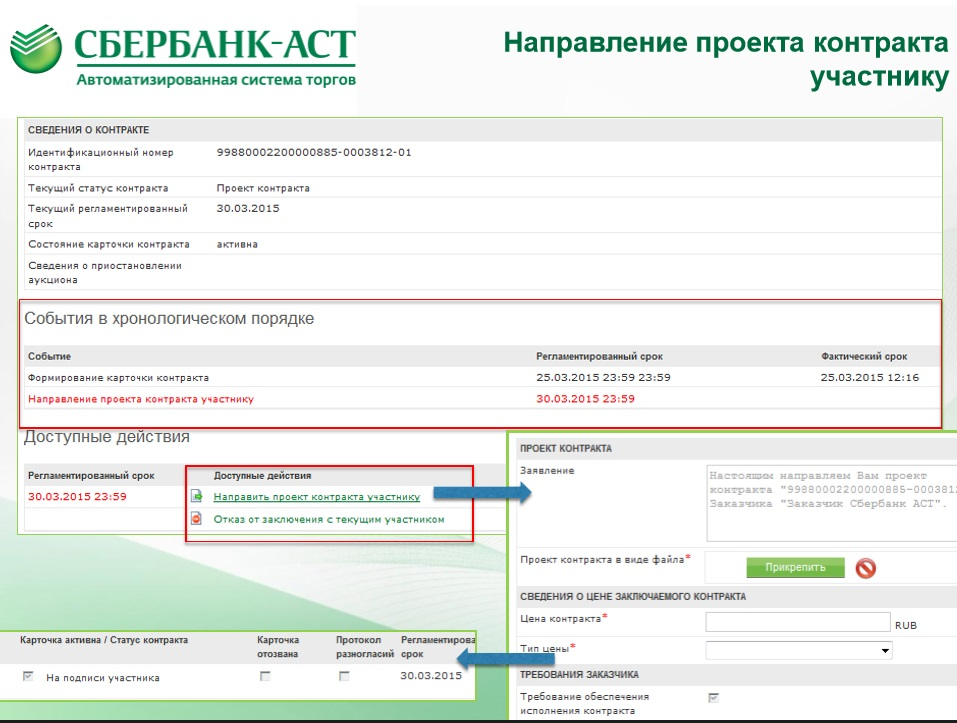 СБЕРБАНК-АСТ
Автоматизированная система торгов
Направление проекта контракта
участнику
СВЕДЕНИЯ О КОНТРАКТЕ
Идентификационный номер 99880002200000885-0003812-01
контракта
Текущий статус контракта Проект контракта
Текущий регламентированный 30.03.2015
срок
Состояние карточки контракта активна
Сведения о приостановлении
аукциона
События в хронологическом порядке
Событие Регламентированный срок Фактический срок
Формирование карточки контракта 25.03.2015 23:59 23:59 25.03.2015 12:16
Направление проекта контракта участнику 30.03.2015 23:59
Доступные действия
Регламентированный срок Доступные действия
30.03.2015 23:59 Направить проект контракта участнику
Отказ от заключения с текущим участником
ПРОЕКТ КОНТРАКТА
Заявление Настоящим направляем Вам проект
контракта "99880002200000885-0003812
Заказчика "Заказчик Сбербанк АСТ".
Проект контракта в виде файла* Прикрепить
СВЕДЕНИЯ О ЦЕНЕ ЗАКЛЮЧАЕМОГО КОНТРАКТА
Цена контракта* RUB
Тип цены*
ТРЕБОВАНИЯ ЗАКАЗЧИКА
Требование обеспечения
исполнения контракта
Карточка активна / Статус контракта Карточка Протокол Регламентирова
отозвана разногласий срок
На подписи участника 30.03.2015